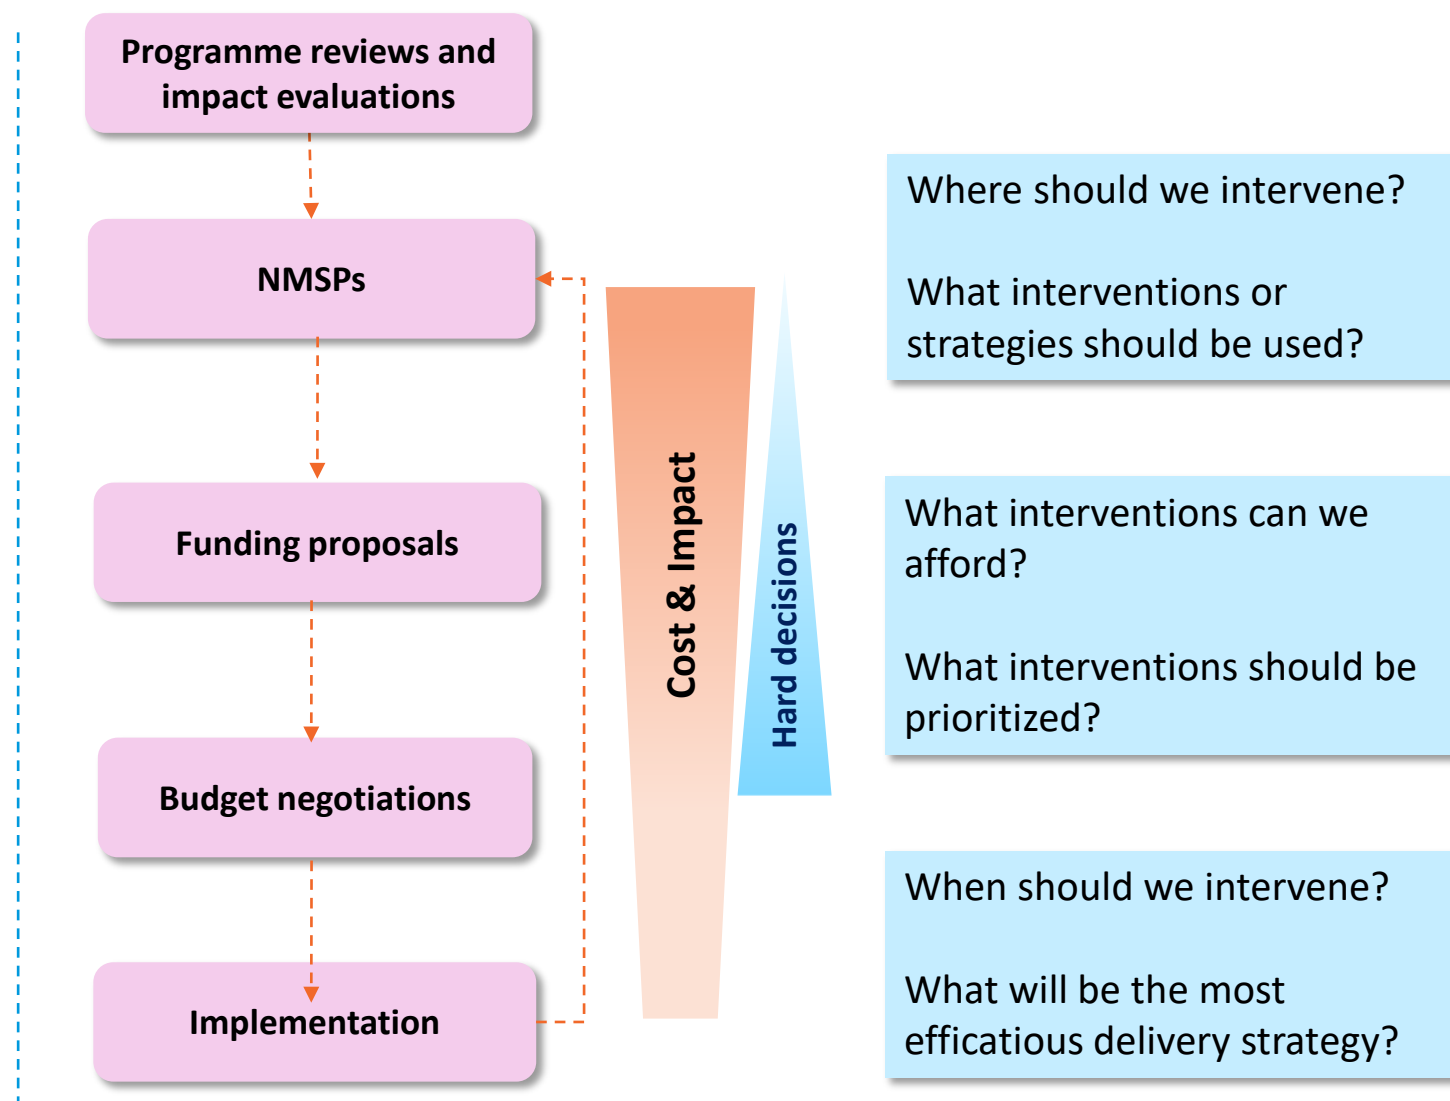 Programme reviews and
impact evaluations
NMSPs
Funding proposals
Budget negotiations
Implementation
Cost & Impact
Hard decisions
Where should we intervene?
What interventions or
strategies should be used?
What interventions can we
afford?
What interventions should be
prioritized?
When should we intervene?
What will be the most
efficatious delivery strategy?